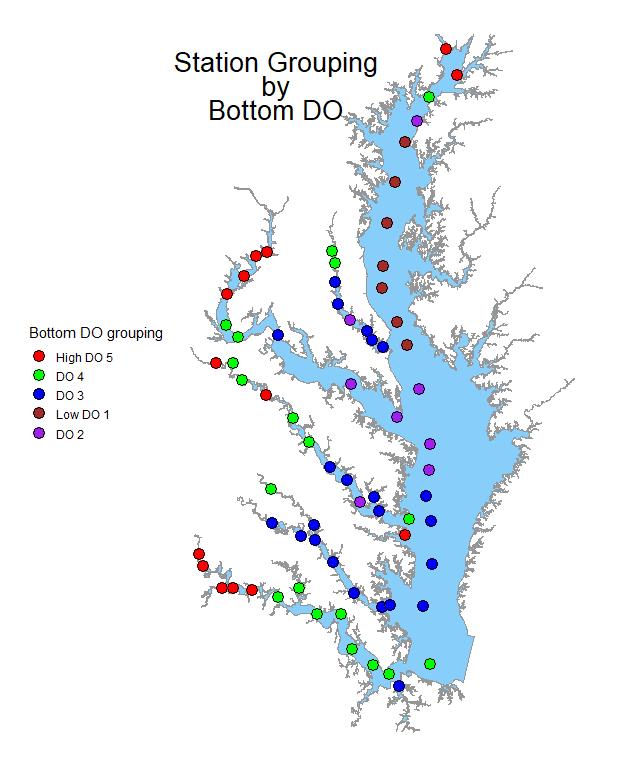 Station Grouping
by
Bottom DO
Bottom DO grouping
High DO 5
DO 4
DO 3
Low DO 1
DO 2